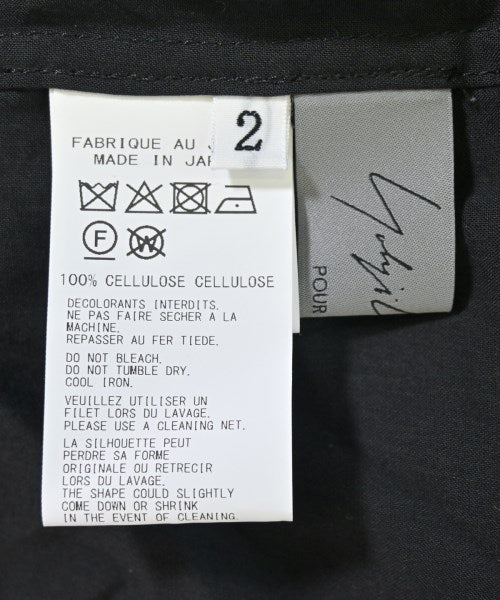 FABRIQUE AU
MADE IN
2
F
W
100% CELLULOSE CELLULOSE
DÉCOLORANTS INTERDITS.
NE PAS FAIRE SECHER A LA
MACHINE.
REPASSER AU FER TIEDE.
DO NOT BLEACH.
DO NOT TUMBLE DRY.
COOL IRON.
VEUILLEZ UTILISER UN
FILET LORS DU LAVAGE.
PLEASE USE A CLEANING NET.
LA SILHOUETTE PEUT
PERDRE SA FORME
ORIGINALE OU RETRECIR
LORS DU LAVAGE.
THE SHAPE COULD SLIGHTLY
COME DOWN OR SHRINK
IN THE EVENT OF CLEANING.
POUR